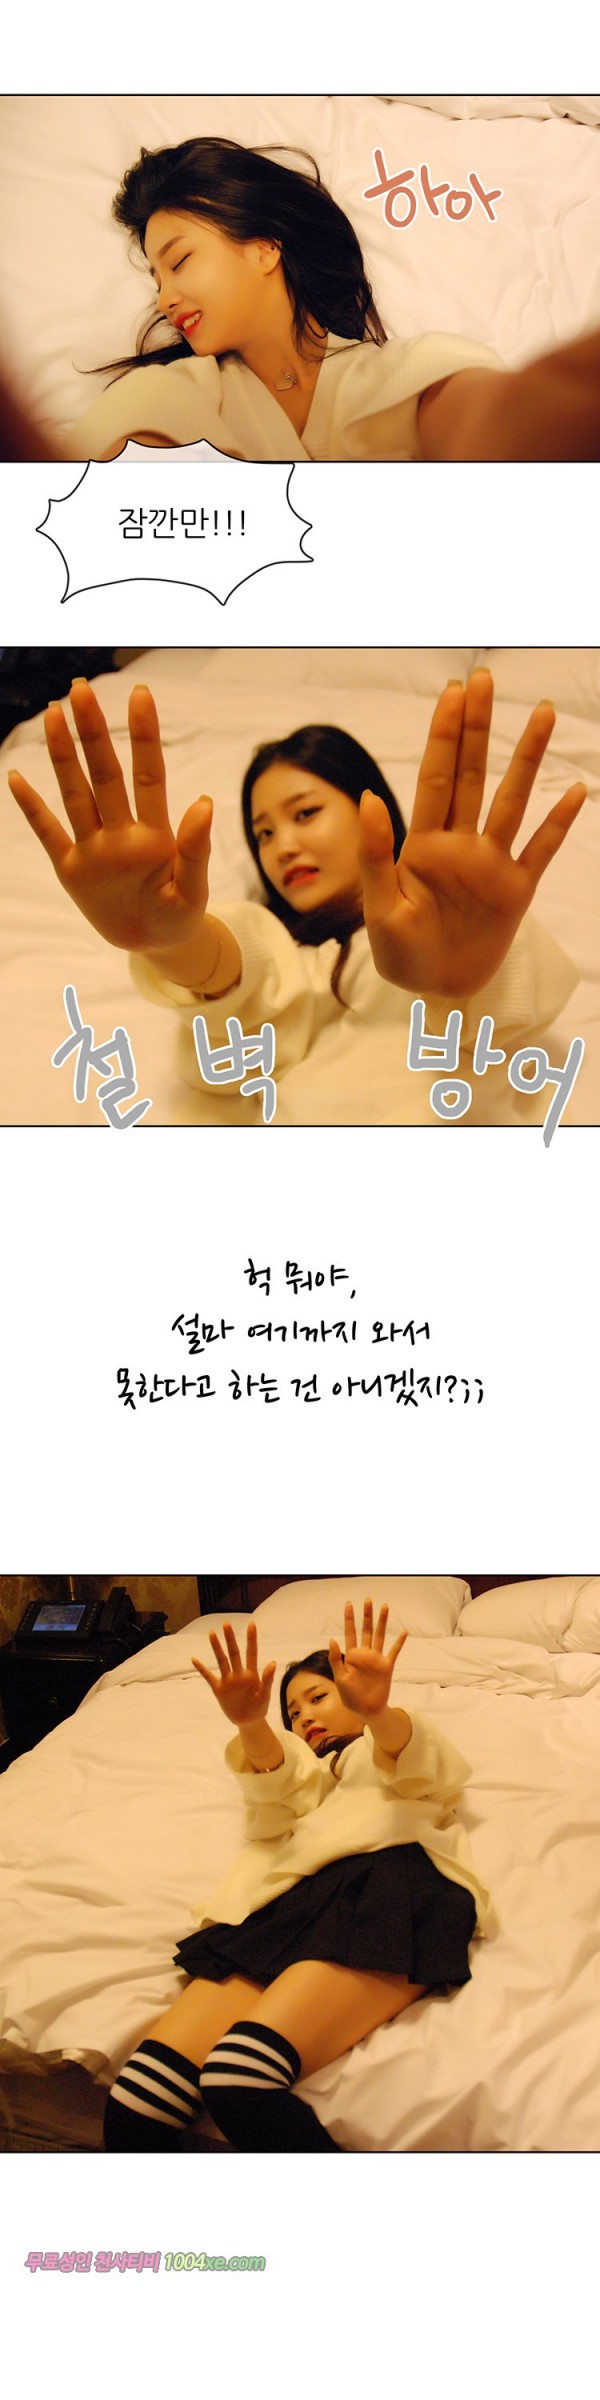 하아
잠깐만!!!
철벽 방어
헉 뭐야,
설마 여기까지 와서
못한다고 하는 건 아니겠지?;;
무료성인 천사티비 1004xe.com